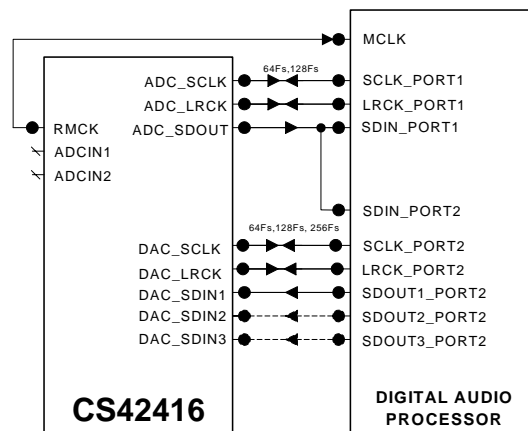 MCLK
64Fs,128Fs
ADC_SCLK
SCLK_PORT1
ADC_LRCK
LRCK_PORT1
RMCK
ADC_SDOUT
SDIN_PORT1
ADCIN1
ADCIN2
SDIN_PORT2
64Fs,128Fs, 256Fs
DAC_SCLK
SCLK_PORT2
DAC_LRCK
LRCK_PORT2
DAC_SDIN1
SDOUT1_PORT2
DAC_SDIN2
SDOUT2_PORT2
DAC_SDIN3
SDOUT3_PORT2
CS42416
DIGITAL AUDIO
PROCESSOR